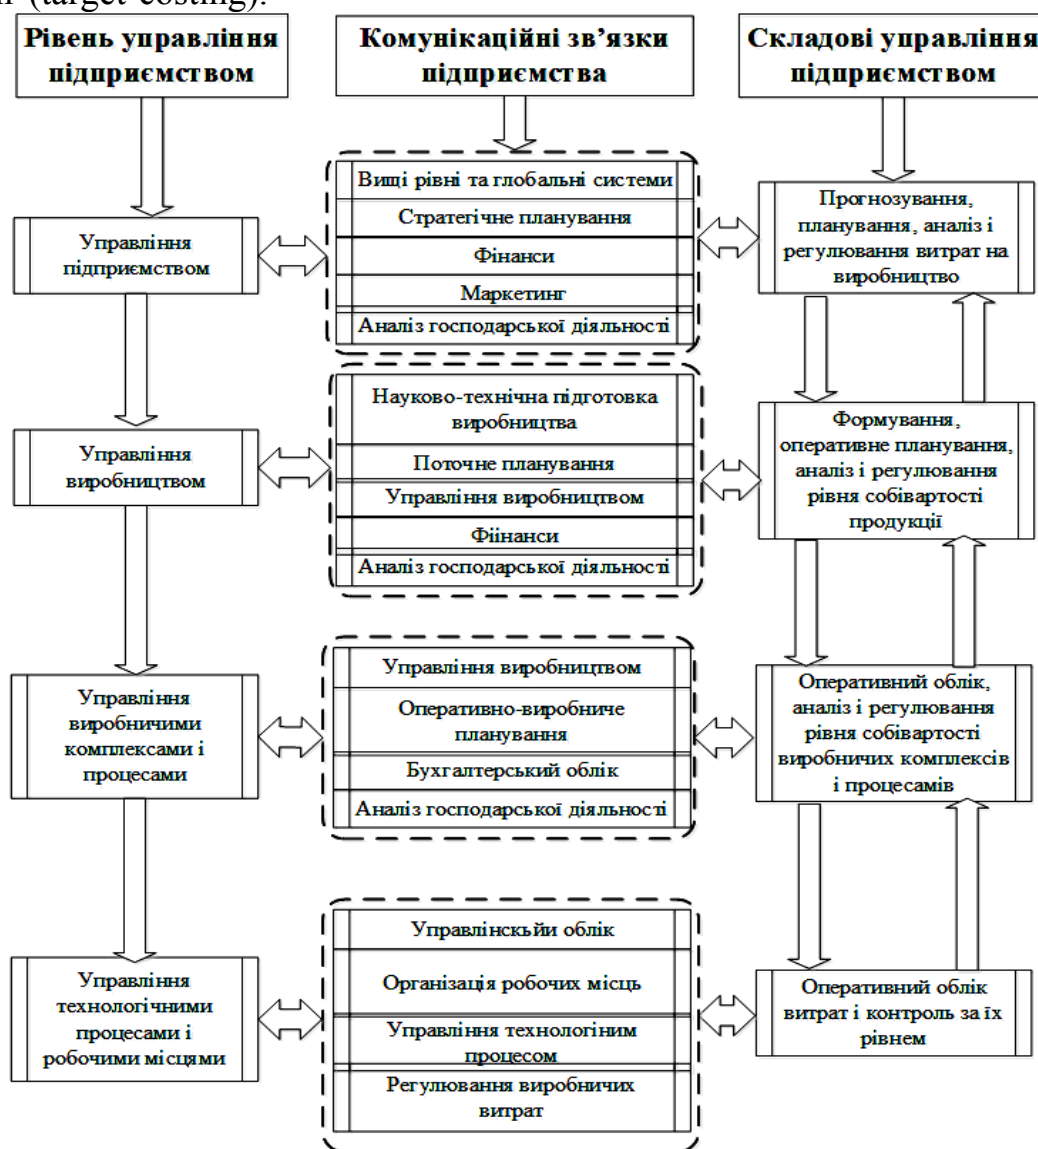 (target costing).
Рівень управління
підприємством
Комунікаційні зв’язки
підприємства
Складові управління
підприємством
Управління
підприємством
Вищі рівні та глобальні системи
Стратегічне планування
Фінанси
Маркетинг
Аналіз господарської діяльності
Прогнозування,
планування, аналіз і
регулювання витрат на
виробництво
Управління
виробництвом
Науково-технічна підготовка
виробництва
Поточне планування
Управління виробництвом
Фіінанси
Аналіз господарської діяльності
Формування,
оперативне планування,
аналіз і регулювання
рівня собівартості
продукції
Управління
виробничими
комплексами і
процесами
Управління виробництвом
Оперативно-виробниче
планування
Бухгалтерський облік
Аналіз господарської діяльності
Оперативний облік,
аналіз і регулювання
рівня собівартості
виробничих комплексів
і процесамів
Управління
технологічними
процесами і
робочими місцями
Управлінскьйи облік
Організація робочих місць
Управління технологіним
процесом
Регулювання виробничих
витрат
Оперативний облік
витрат і контроль за їх
рівнем